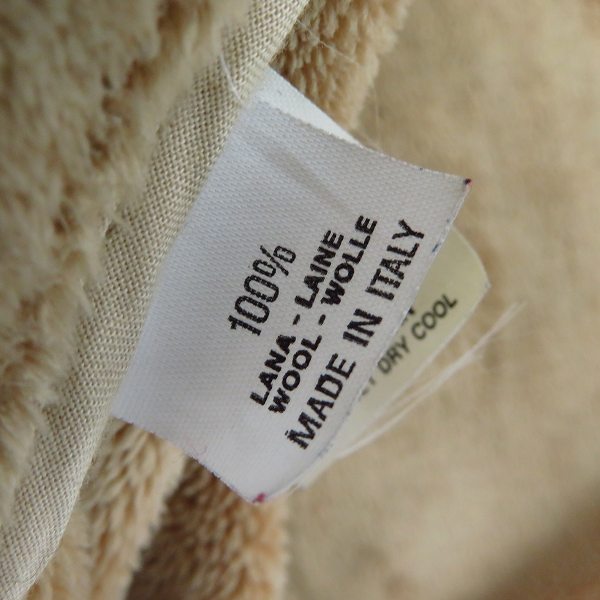 100%
LANA - LAINE
WOOL - WOLLE
MADE IN ITALY
DRY COOL